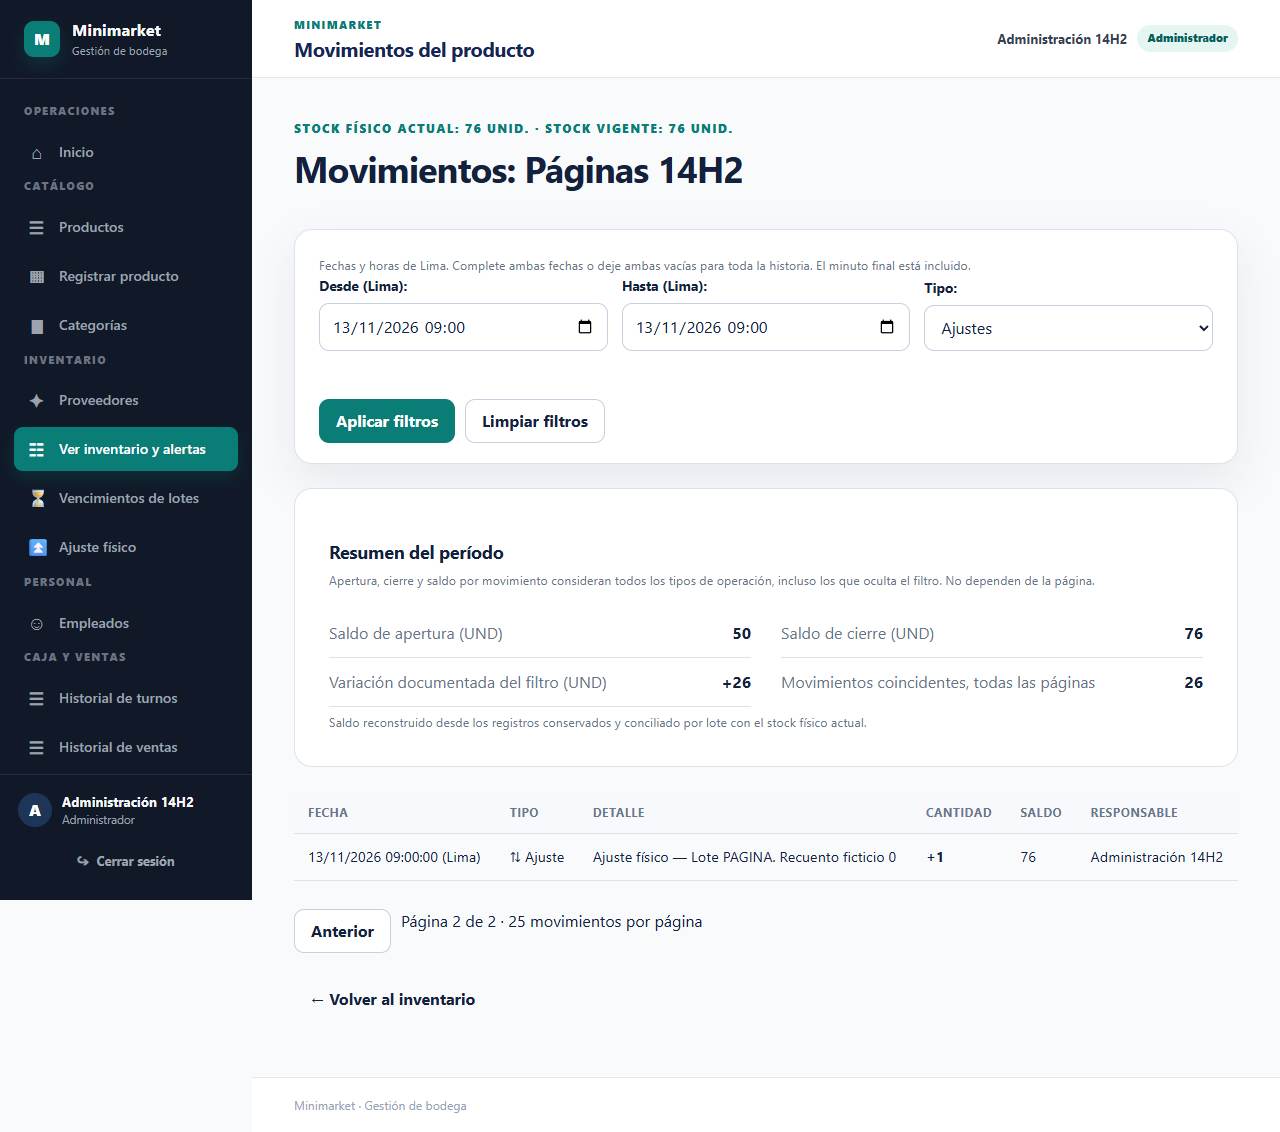 M
Minimarket
Gestión de bodega
OPERACIONES
Inicio
CATÁLOGO
Productos
Registrar producto
Categorías
INVENTARIO
Proveedores
Ver inventario y alertas
Vencimientos de lotes
Ajuste físico
PERSONAL
Empleados
CAJA Y VENTAS
Historial de turnos
Historial de ventas
A
Administración 14H2
Administrador
↪ Cerrar sesión
MINIMARKET
Movimientos del producto
Administración 14H2 Administrador
STOCK FÍSICO ACTUAL: 76 UNID. · STOCK VIGENTE: 76 UNID.
Movimientos: Páginas 14H2
Fechas y horas de Lima. Complete ambas fechas o deje ambas vacías para toda la historia. El minuto final está incluido.
Desde (Lima): Hasta (Lima): Tipo:
13/11/2026 09:00 13/11/2026 09:00 Ajustes
Aplicar filtros Limpiar filtros
Resumen del período
Apertura, cierre y saldo por movimiento consideran todos los tipos de operación, incluso los que oculta el filtro. No dependen de la página.
Saldo de apertura (UND) 50 Saldo de cierre (UND) 76
Variación documentada del filtro (UND) +26 Movimientos coincidentes, todas las páginas 26
Saldo reconstruido desde los registros conservados y conciliado por lote con el stock físico actual.
FECHA TIPO DETALLE CANTIDAD SALDO RESPONSABLE
13/11/2026 09:00:00 (Lima) ⇅ Ajuste Ajuste físico — Lote PAGINA. Recuento ficticio 0 +1 76 Administración 14H2
Anterior Página 2 de 2 · 25 movimientos por página
← Volver al inventario
Minimarket · Gestión de bodega